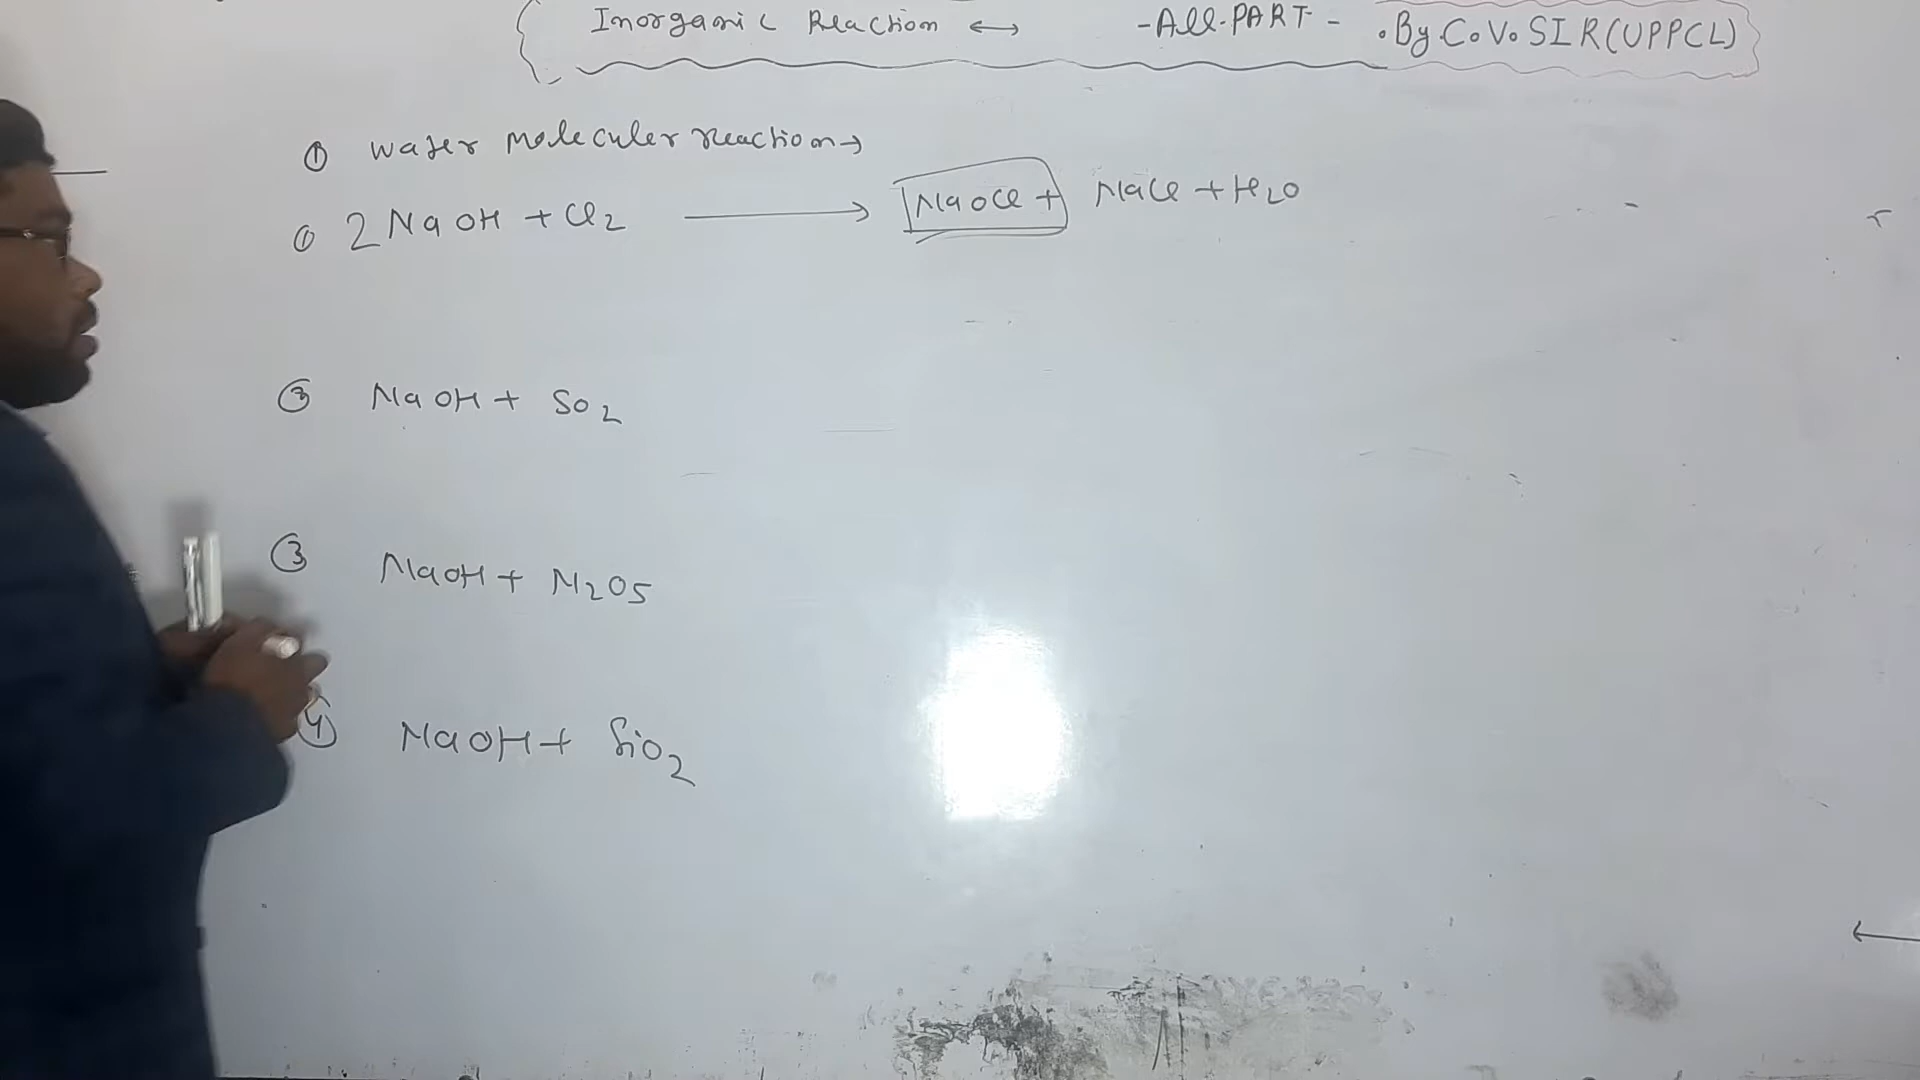 Inorganic Reaction ↔ -All-PART- .By.C.V.SIR(UPPCL)
① water moleculer reaction→
① 2NaOH + Cl2 → NaOCl + NaCl + H2O
② NaOH + SO2
③ NaOH + N2O5
④ NaOH + SiO2